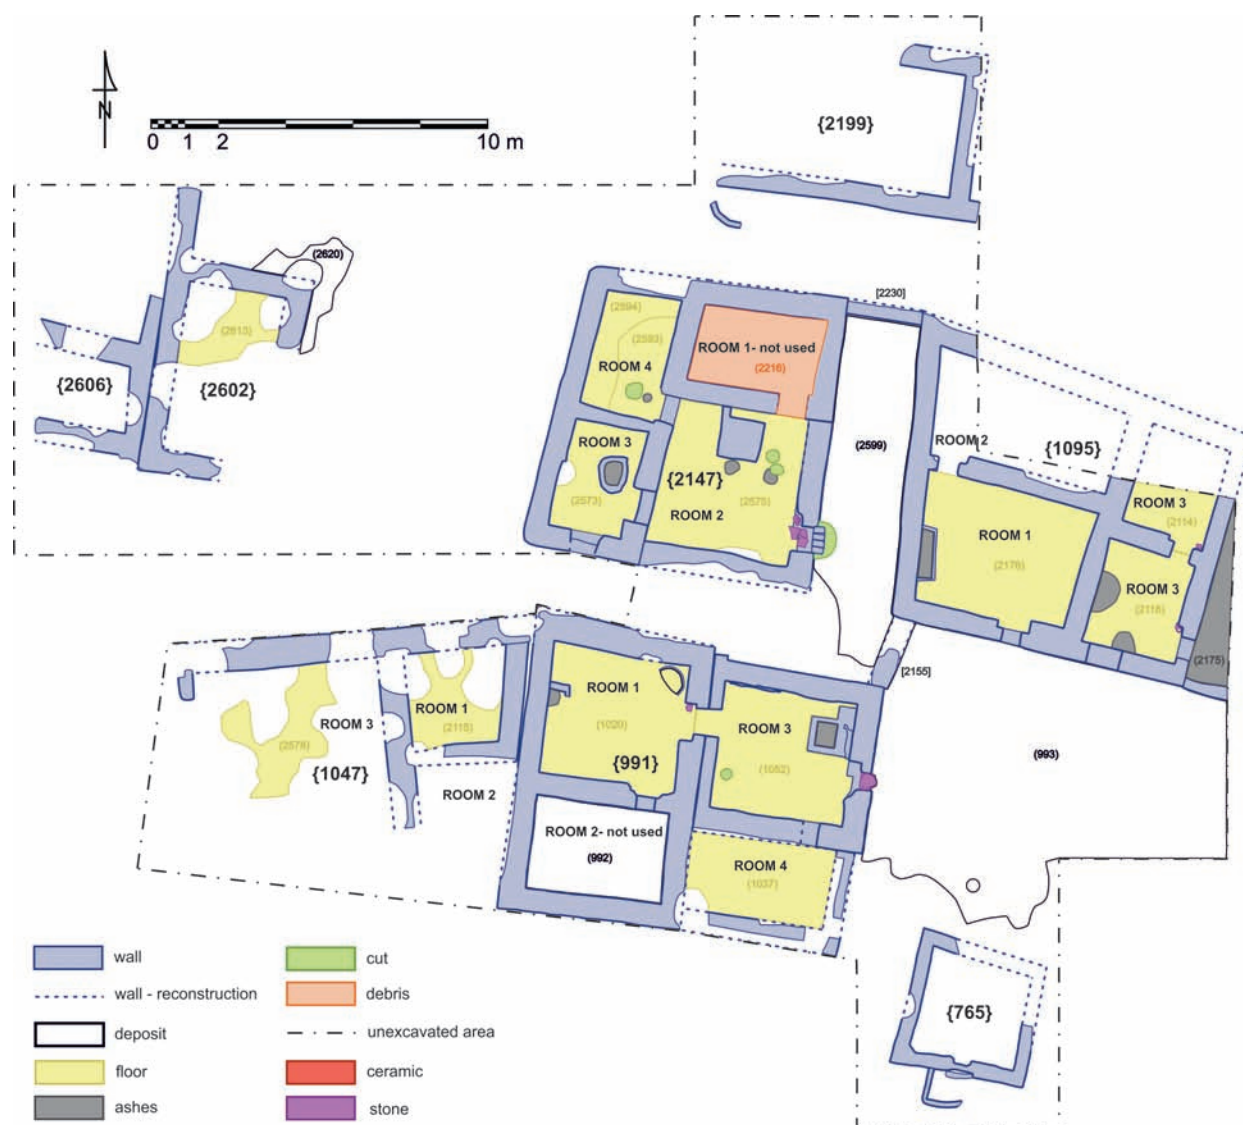 N
0 1 2 10 m
{2199}
(2620)
(2613)
{2606}
{2602}
[2230]
(2594)
(2593)
ROOM 4
ROOM 1- not used
(2216)
(2599)
ROOM 2
{1095}
ROOM 3
(2573)
{2147}
(2575)
ROOM 2
ROOM 1
(2176)
ROOM 3
(2114)
ROOM 3
(2118)
(2175)
[2155]
ROOM 1
(2115)
ROOM 3
(2578)
{1047}
ROOM 2
ROOM 1
(1020)
{991}
ROOM 3
(1052)
(993)
ROOM 2- not used
(992)
ROOM 4
(1037)
{765}
wall
wall - reconstruction
deposit
floor
ashes
cut
debris
unexcavated area
ceramic
stone